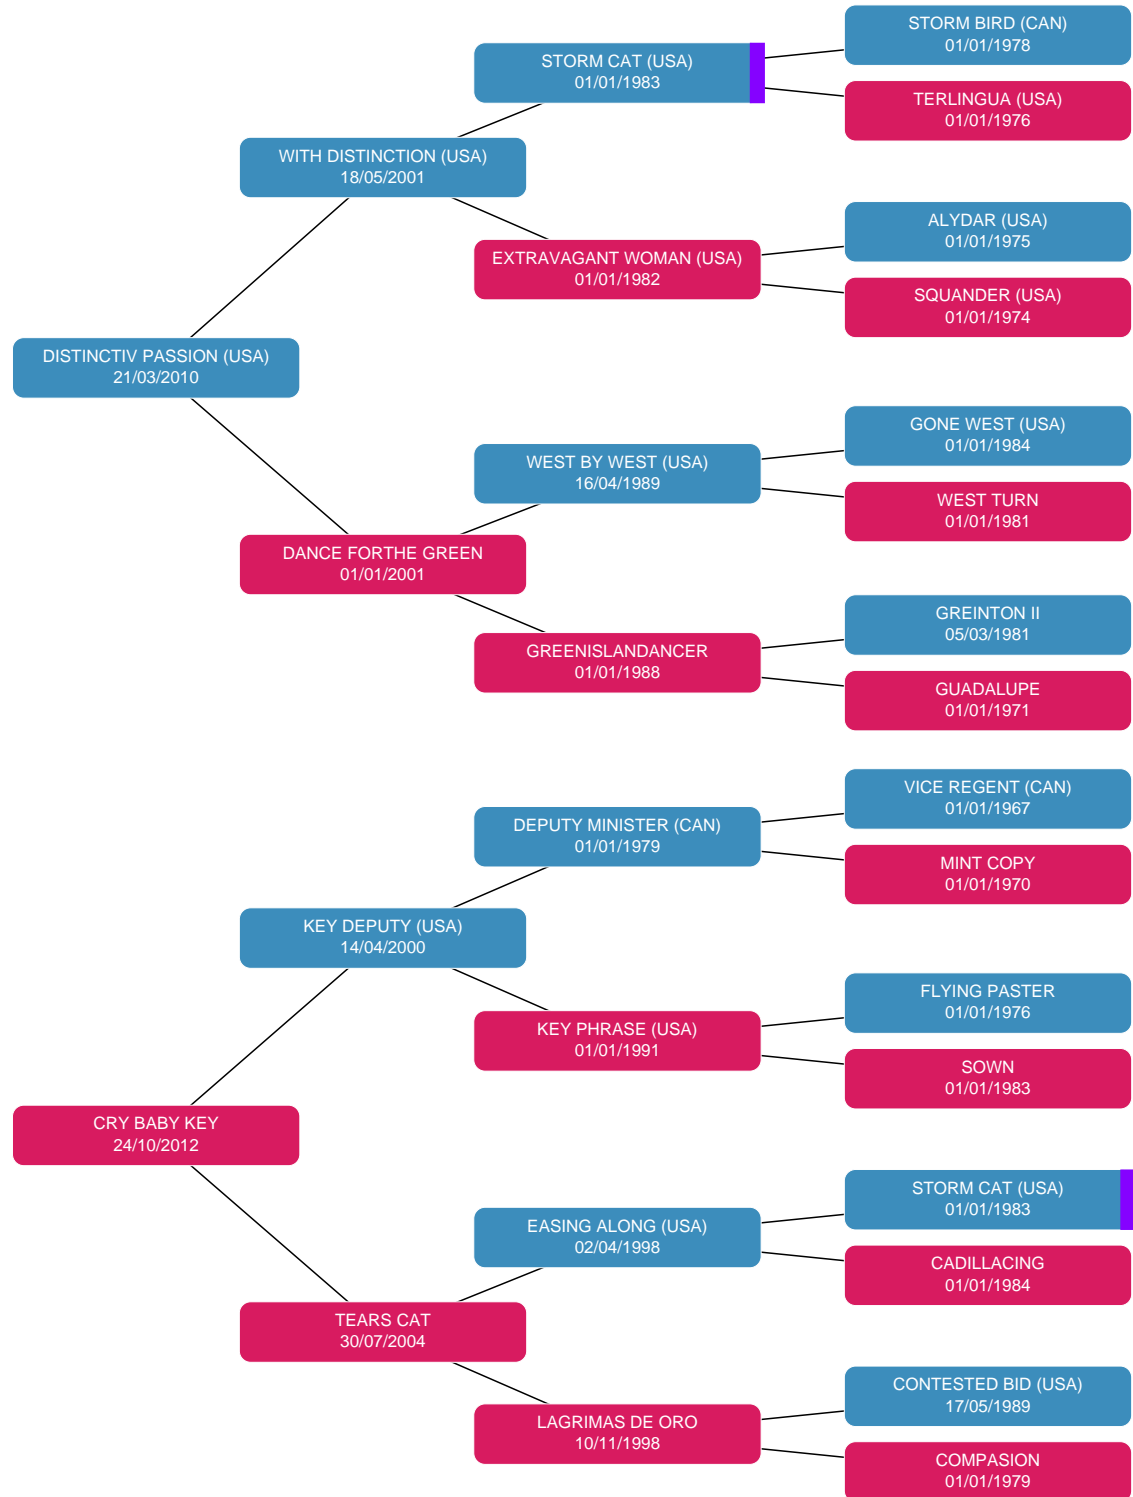 STORM BIRD (CAN)
01/01/1978
STORM CAT (USA)
01/01/1983
TERLINGUA (USA)
01/01/1976
WITH DISTINCTION (USA)
18/05/2001
ALYDAR (USA)
01/01/1975
EXTRAVAGANT WOMAN (USA)
01/01/1982
SQUANDER (USA)
01/01/1974
DISTINCTIV PASSION (USA)
21/03/2010
GONE WEST (USA)
01/01/1984
WEST BY WEST (USA)
16/04/1989
WEST TURN
01/01/1981
DANCE FORTHE GREEN
01/01/2001
GREINTON II
05/03/1981
GREENISLANDANCER
01/01/1988
GUADALUPE
01/01/1971
VICE REGENT (CAN)
01/01/1967
DEPUTY MINISTER (CAN)
01/01/1979
MINT COPY
01/01/1970
KEY DEPUTY (USA)
14/04/2000
FLYING PASTER
01/01/1976
KEY PHRASE (USA)
01/01/1991
SOWN
01/01/1983
CRY BABY KEY
24/10/2012
STORM CAT (USA)
01/01/1983
EASING ALONG (USA)
02/04/1998
CADILLACING
01/01/1984
TEARS CAT
30/07/2004
CONTESTED BID (USA)
17/05/1989
LAGRIMAS DE ORO
10/11/1998
COMPASION
01/01/1979